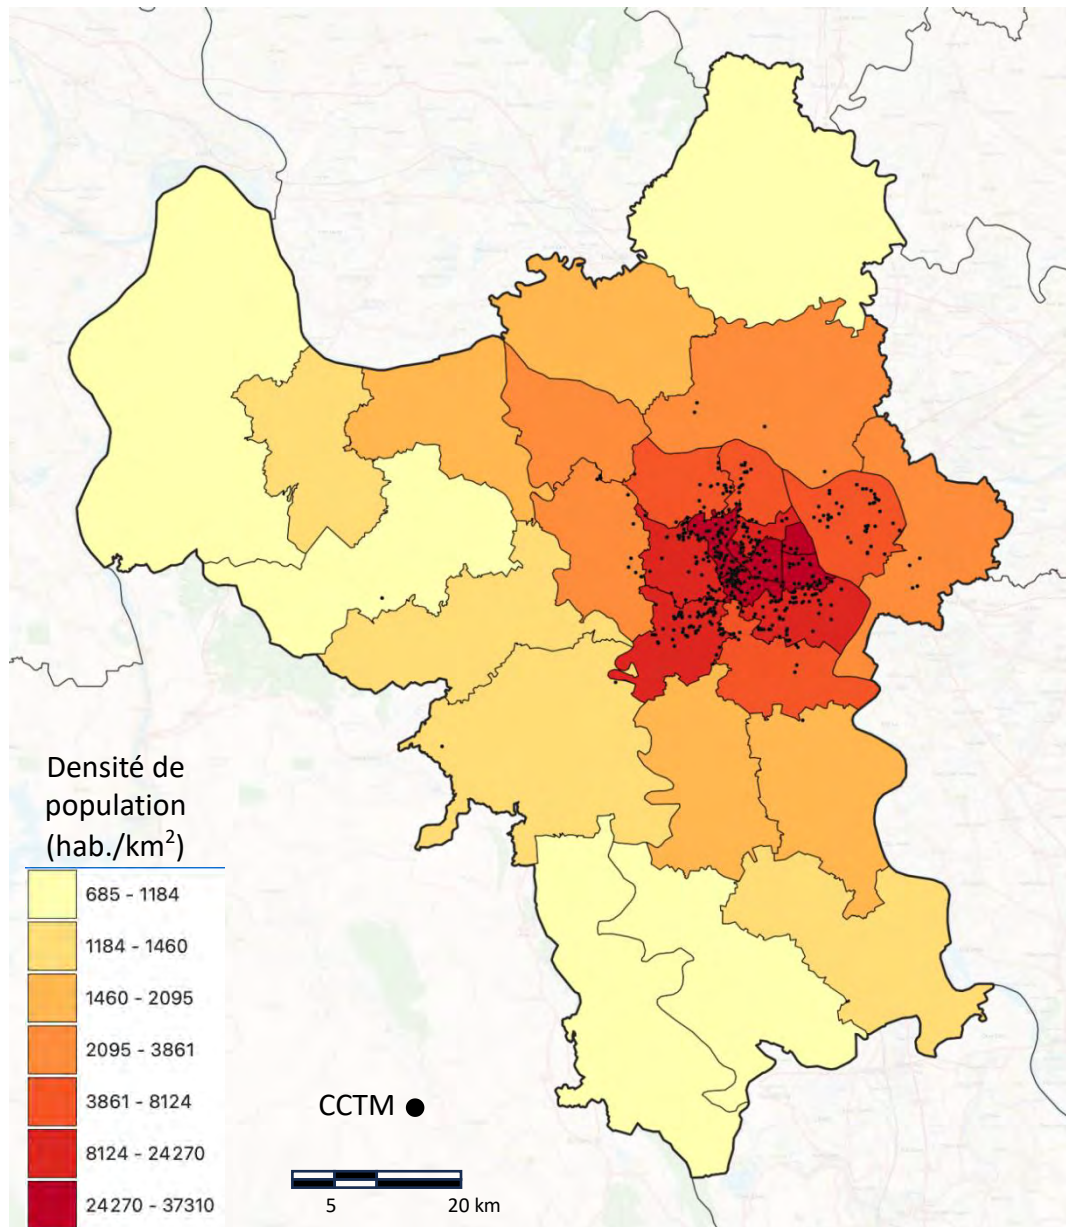 Densité de
population
(hab./km²)
685 - 1184
1184 - 1460
1460 - 2095
2095 - 3861
3861 - 8124
8124 - 24270
24270 - 37310
CCTM
5 20 km